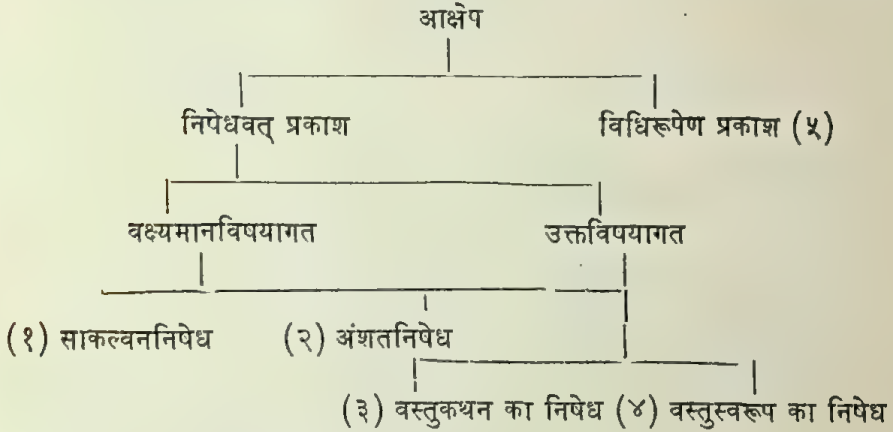 आक्षेप
निषेधवत् प्रकाश विधिरूपेण प्रकाश (५)
वक्ष्यमानविषयागत उक्तविषयागत
(१) साकल्वननिषेध (२) अंशतनिषेध
(३) वस्तुकथन का निषेध (४) वस्तुस्वरूप का निषेध